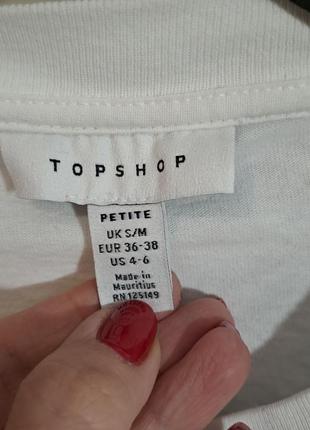 TOPSHOP
PETITE
UK S/M
EUR 36-38
US 4-6
Made in
Mauritius
RN 125149